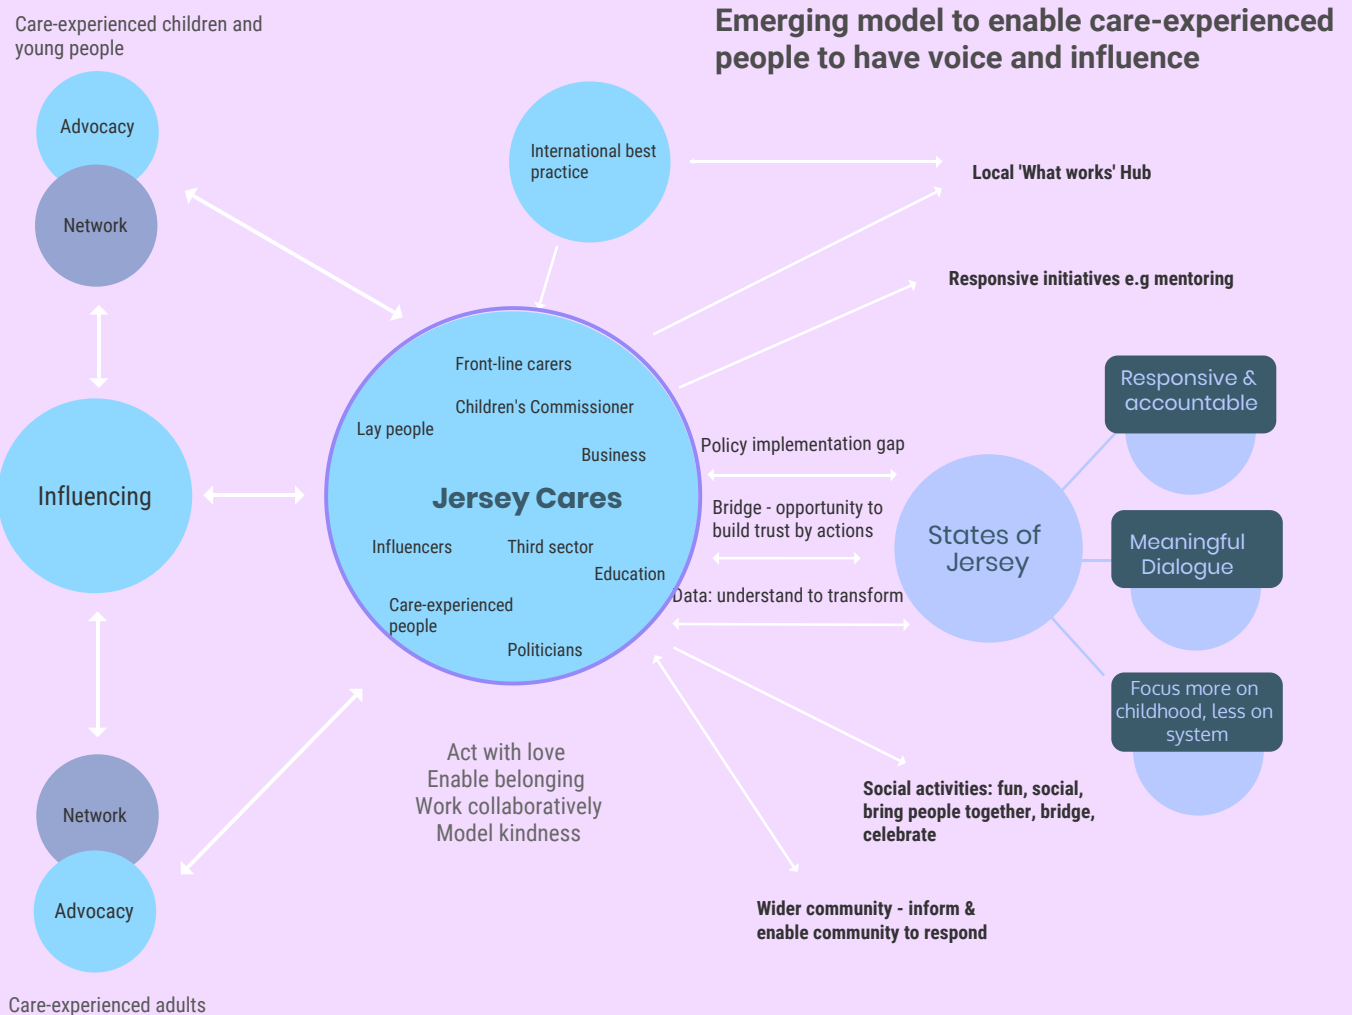 Care-experienced children and
young people
Emerging model to enable care-experienced
people to have voice and influence
Advocacy
Network
International best
practice
Local 'What works' Hub
Responsive initiatives e.g mentoring
Influencing
Front-line carers
Children's Commissioner
Lay people
Business
Jersey Cares
Influencers
Third sector
Education
Care-experienced
people
Politicians
Policy implementation gap
Bridge - opportunity to
build trust by actions
Data: understand to transform
States of
Jersey
Responsive &
accountable
Meaningful
Dialogue
Focus more on
childhood, less on
system
Act with love
Enable belonging
Work collaboratively
Model kindness
Social activities: fun, social,
bring people together, bridge,
celebrate
Wider community - inform &
enable community to respond
Network
Advocacy
Care-experienced adults